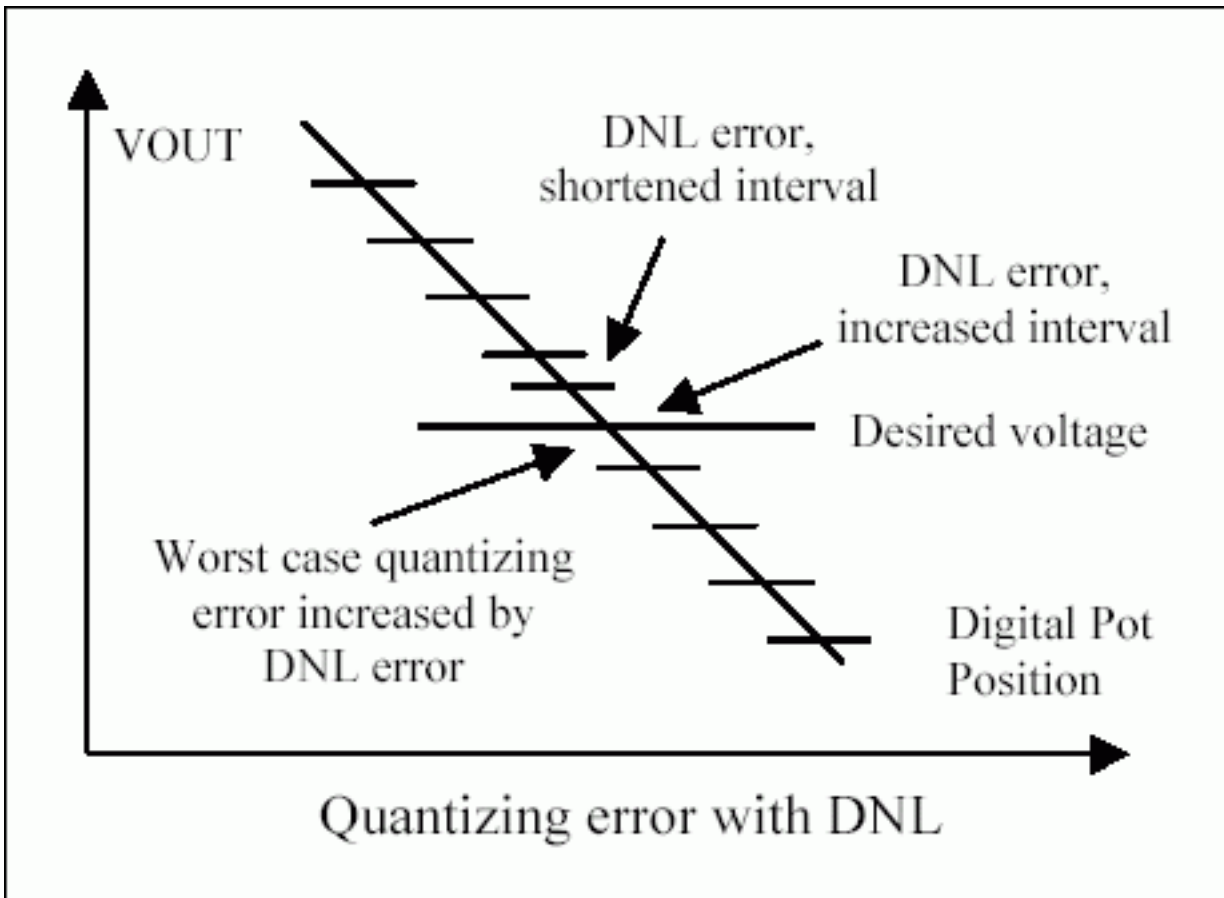 VOUT
DNL error,
shortened interval
DNL error,
increased interval
Desired voltage
Worst case quantizing
error increased by
DNL error
Digital Pot
Position
Quantizing error with DNL